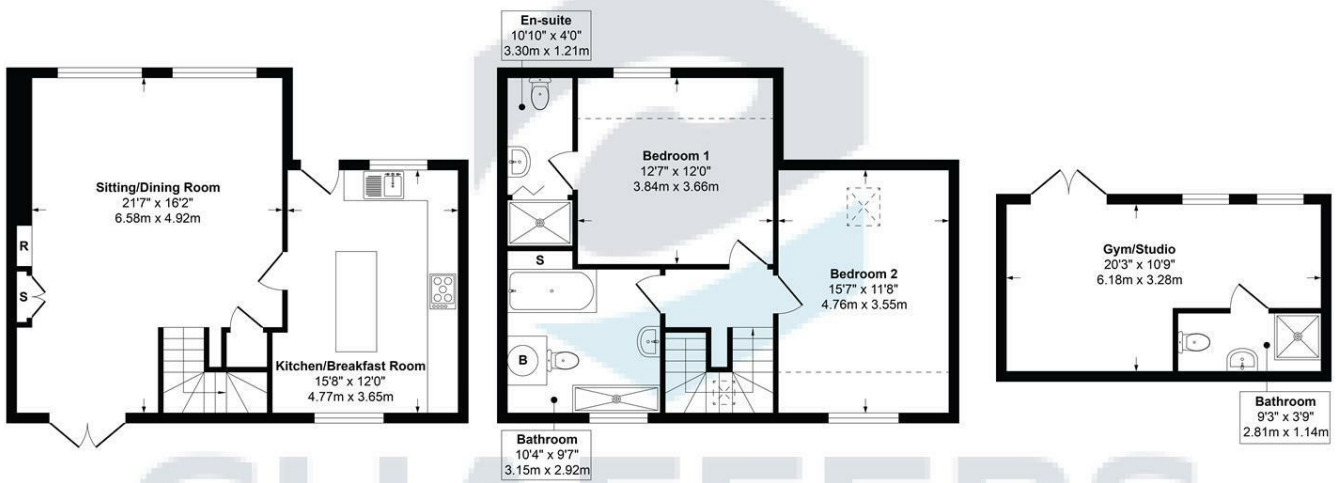 En-suite
10'10" x 4'0"
3.30m x 1.21m
Sitting/Dining Room
21'7" x 16'2"
6.58m x 4.92m
R
S
Kitchen/Breakfast Room
15'8" x 12'0"
4.77m x 3.65m
Bedroom 1
12'7" x 12'0"
3.84m x 3.66m
S
B
Bathroom
10'4" x 9'7"
3.15m x 2.92m
Bedroom 2
15'7" x 11'8"
4.76m x 3.55m
Gym/Studio
20'3" x 10'9"
6.18m x 3.28m
Bathroom
9'3" x 3'9"
2.81m x 1.14m